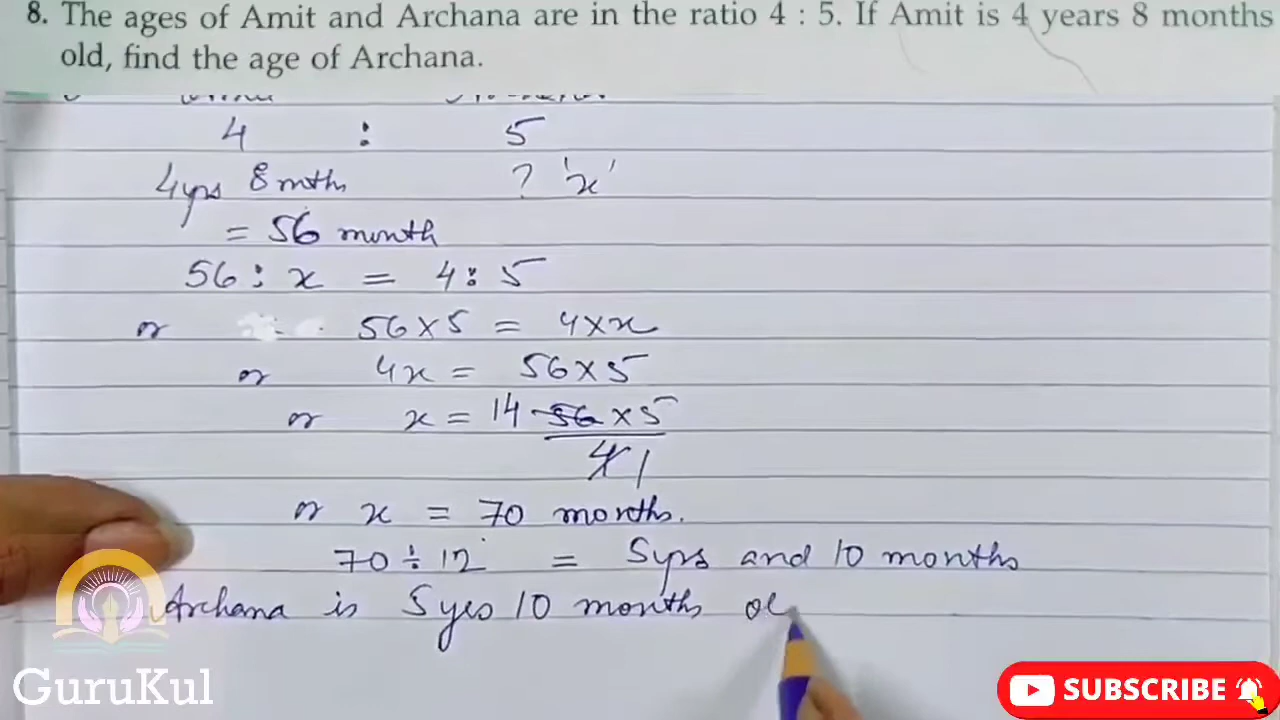 8. The ages of Amit and Archana are in the ratio 4 : 5. If Amit is 4 years 8 months
old, find the age of Archana.
4 : 5
4yrs 8 mths ? 'x'
= 56 month
56 : x = 4 : 5
or 56 × 5 = 4 × x
or 4x = 56 × 5
or x = 14 56 × 5
4 1
or x = 70 months.
70 ÷ 12 = 5yrs and 10 months
Archana is 5 yrs 10 months ol
GuruKul
SUBSCRIBE